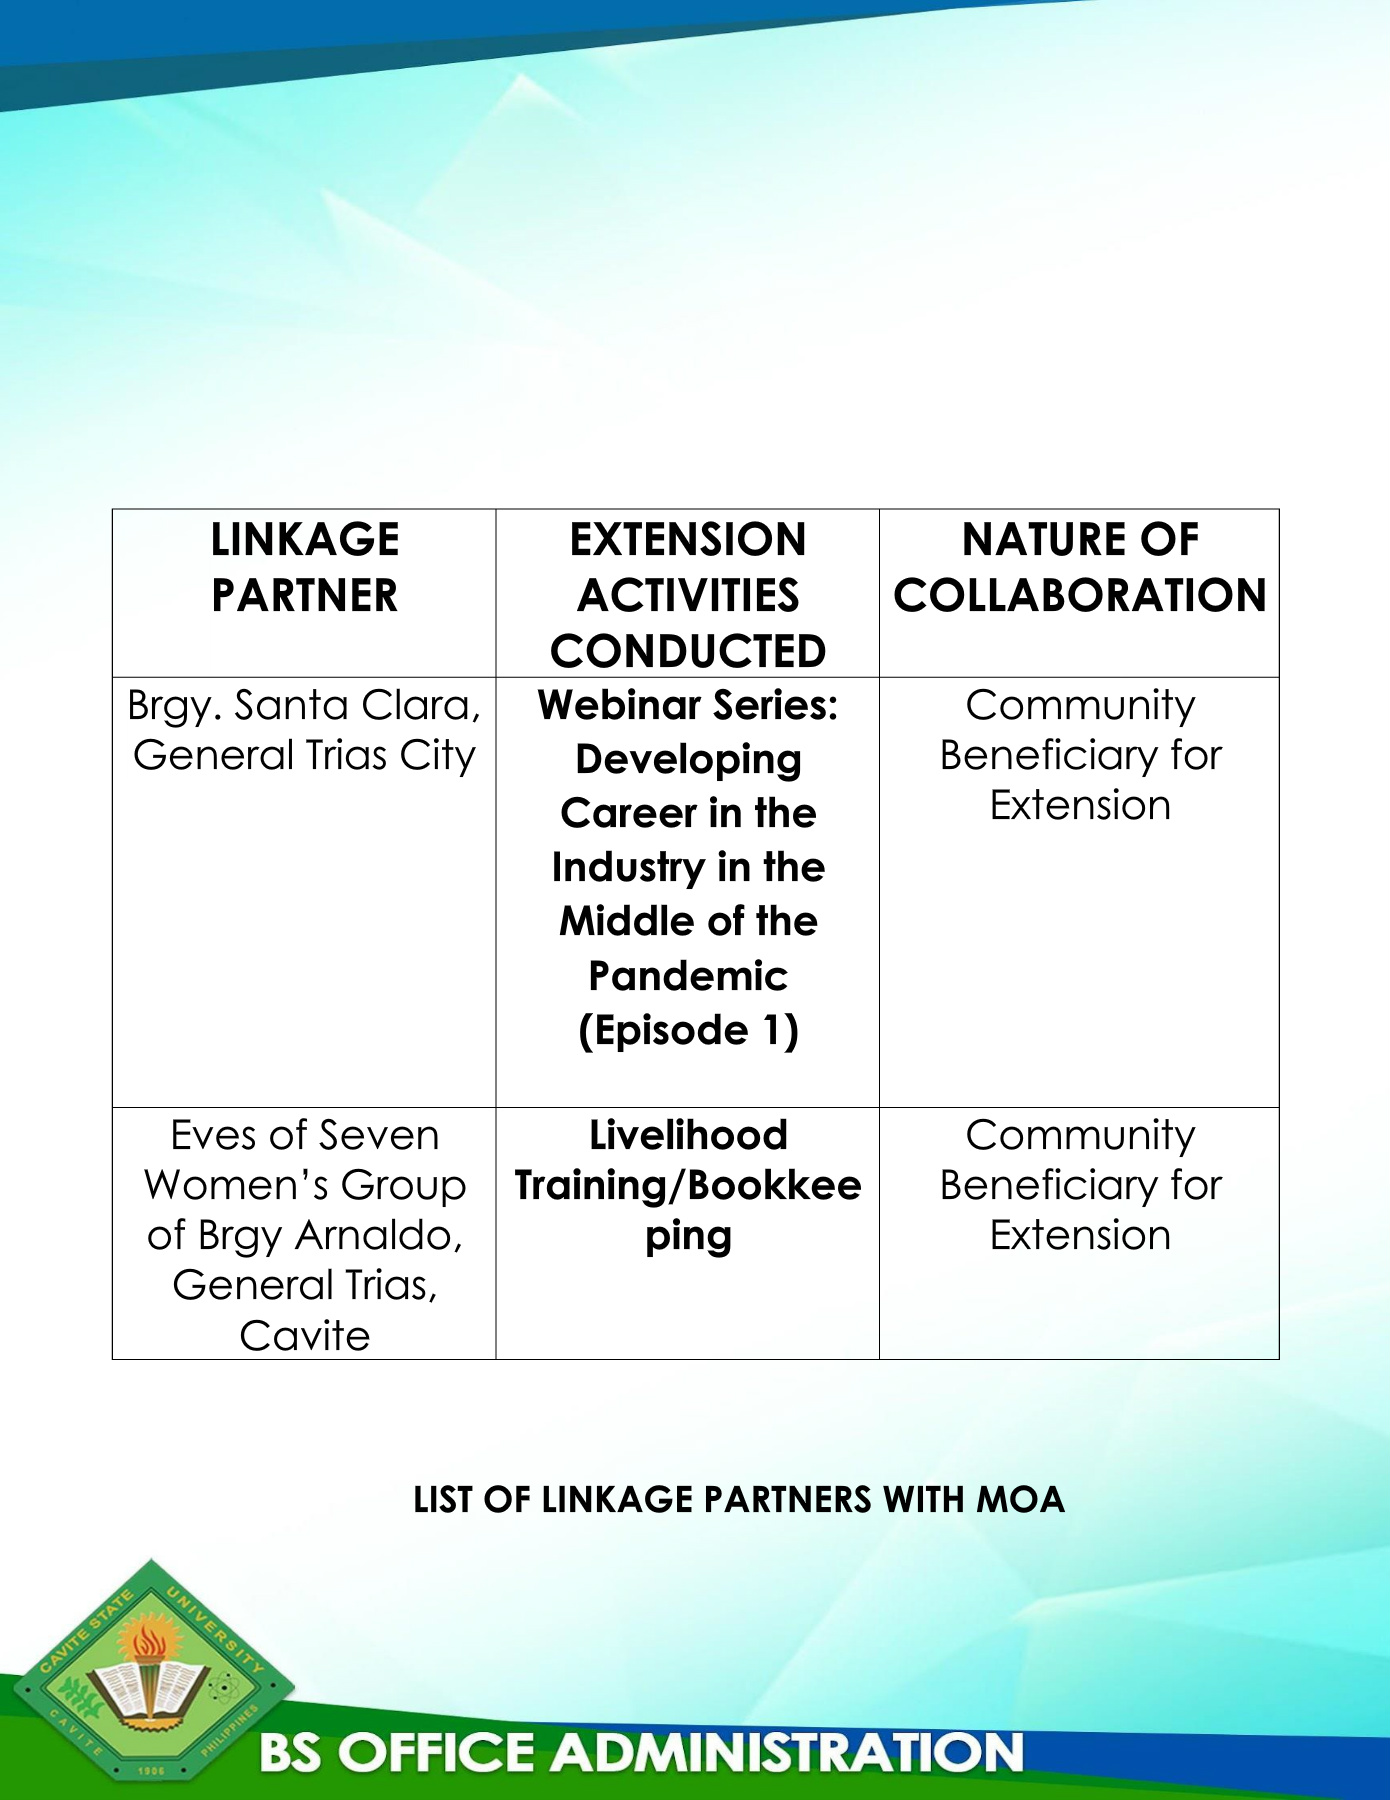 LINKAGE
PARTNER
EXTENSION
ACTIVITIES
CONDUCTED
NATURE OF
COLLABORATION
Brgy. Santa Clara,
General Trias City
Webinar Series:
Developing
Career in the
Industry in the
Middle of the
Pandemic
(Episode 1)
Community
Beneficiary for
Extension
Eves of Seven
Women’s Group
of Brgy Arnaldo,
General Trias,
Cavite
Livelihood
Training/Bookkee
ping
Community
Beneficiary for
Extension
LIST OF LINKAGE PARTNERS WITH MOA
CAVITE STATE UNIVERSITY
CAVITE
1906
PHILIPPINES
BS OFFICE ADMINISTRATION